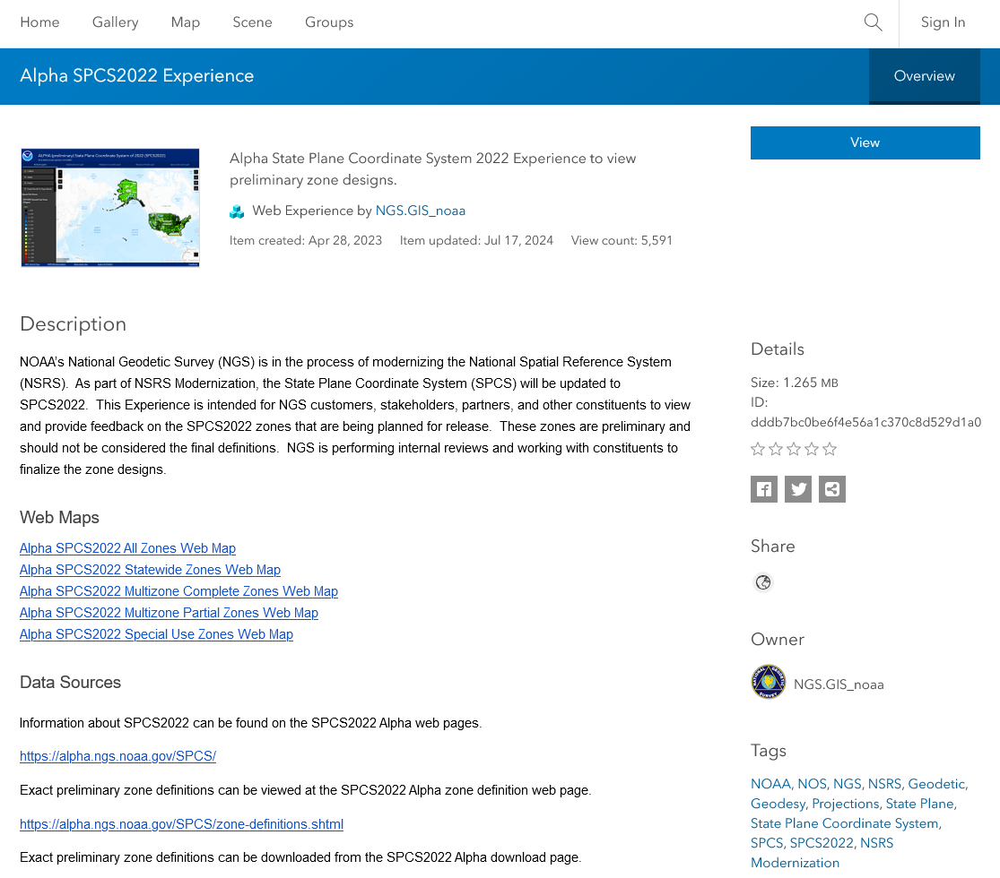 Home Gallery Map Scene Groups Sign In
Alpha SPCS2022 Experience Overview
View
ALPHA (preliminary) State Plane Coordinate System of 2022 (SPCS2022)
Alpha State Plane Coordinate System 2022 Experience to view
preliminary zone designs.
Web Experience by NGS.GIS_noaa
Item created: Apr 28, 2023 Item updated: Jul 17, 2024 View count: 5,591
Description
NOAA's National Geodetic Survey (NGS) is in the process of modernizing the National Spatial Reference System
(NSRS).  As part of NSRS Modernization, the State Plane Coordinate System (SPCS) will be updated to
SPCS2022.  This Experience is intended for NGS customers, stakeholders, partners, and other constituents to view
and provide feedback on the SPCS2022 zones that are being planned for release.  These zones are preliminary and
should not be considered the final definitions.  NGS is performing internal reviews and working with constituents to
finalize the zone designs.
Web Maps
Alpha SPCS2022 All Zones Web Map
Alpha SPCS2022 Statewide Zones Web Map
Alpha SPCS2022 Multizone Complete Zones Web Map
Alpha SPCS2022 Multizone Partial Zones Web Map
Alpha SPCS2022 Special Use Zones Web Map
Data Sources
Information about SPCS2022 can be found on the SPCS2022 Alpha web pages.
https://alpha.ngs.noaa.gov/SPCS/
Exact preliminary zone definitions can be viewed at the SPCS2022 Alpha zone definition web page.
https://alpha.ngs.noaa.gov/SPCS/zone-definitions.shtml
Exact preliminary zone definitions can be downloaded from the SPCS2022 Alpha download page.
Details
Size: 1.265 MB
ID:
dddb7bc0be6f4e56a1c370c8d529d1a0
Share
Owner
NATIONAL GEODETIC SURVEY
NGS.GIS_noaa
Tags
NOAA, NOS, NGS, NSRS, Geodetic,
Geodesy, Projections, State Plane,
State Plane Coordinate System,
SPCS, SPCS2022, NSRS
Modernization